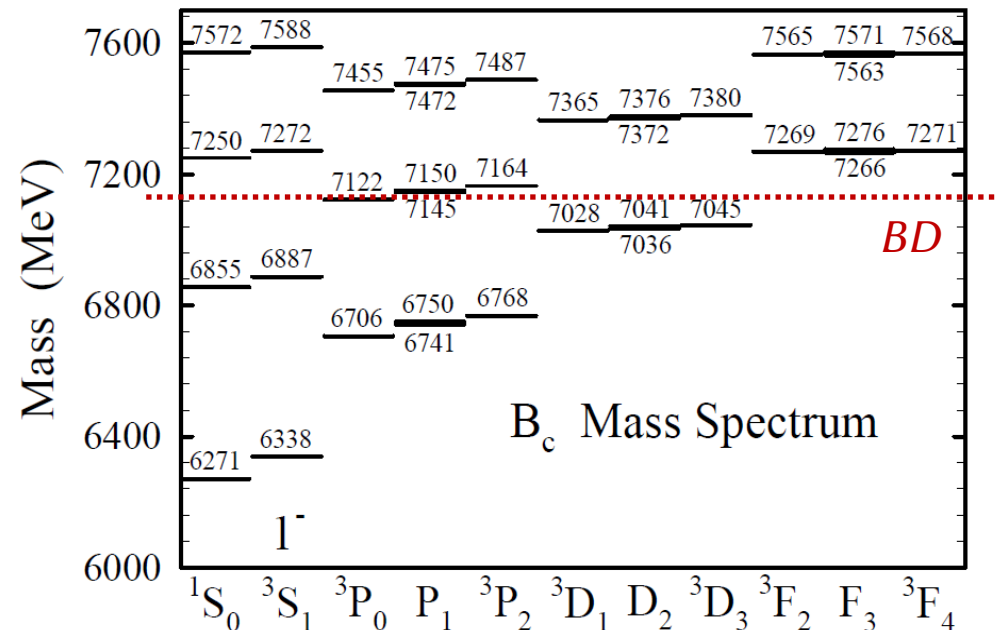 Mass (MeV)
7600
7200
6800
6400
6000
7572 7588 7565 7571 7568
7563
7455 7475 7487
7472
7365 7376 7380
7372
7250 7272 7269 7276 7271
7266
7122 7150 7164
7145
7028 7041 7045
7036
BD
6855 6887
6706 6750 6768
6741
B_c Mass Spectrum
6271 6338
1⁻
¹S₀ ³S₁ ³P₀ P₁ ³P₂ ³D₁ D₂ ³D₃ ³F₂ F₃ ³F₄